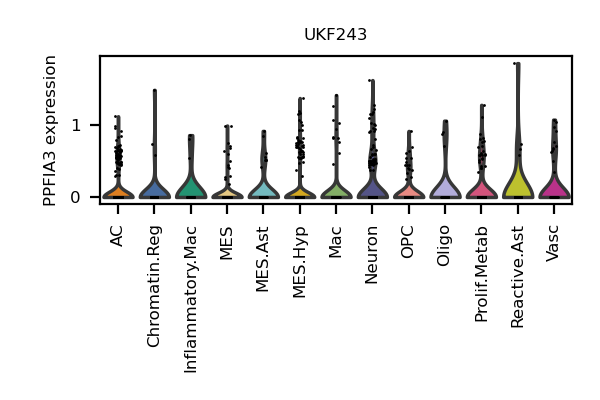 UKF243
PPFIA3 expression
1
0
AC
Chromatin.Reg
Inflammatory.Mac
MES
MES.Ast
MES.Hyp
Mac
Neuron
OPC
Oligo
Prolif.Metab
Reactive.Ast
Vasc